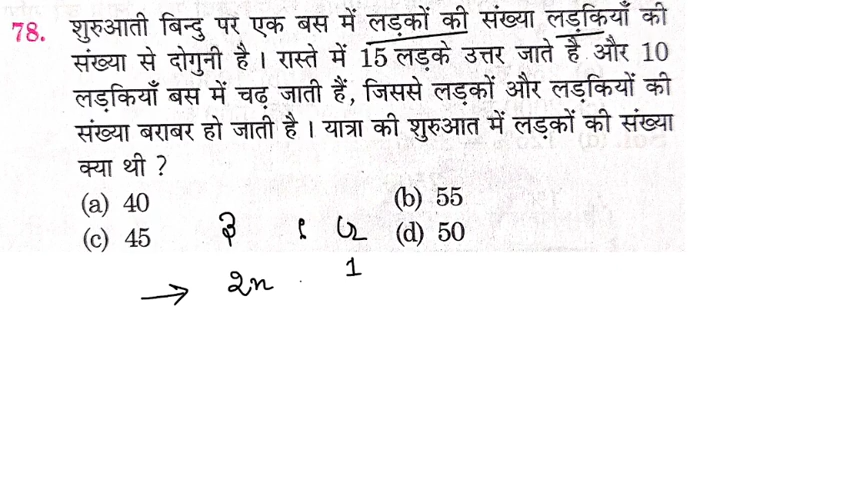 78. शुरुआती बिन्दु पर एक बस में लड़कों की संख्या लड़कियाँ की
संख्या से दोगुनी है। रास्ते में 15 लड़के उत्तर जाते है और 10
लड़कियाँ बस में चढ़ जाती हैं, जिससे लड़कों और लड़कियों की
संख्या बराबर हो जाती है। यात्रा की शुरुआत में लड़कों की संख्या
क्या थी ?
(a) 40 (b) 55
(c) 45 (d) 50
→ 2n 1